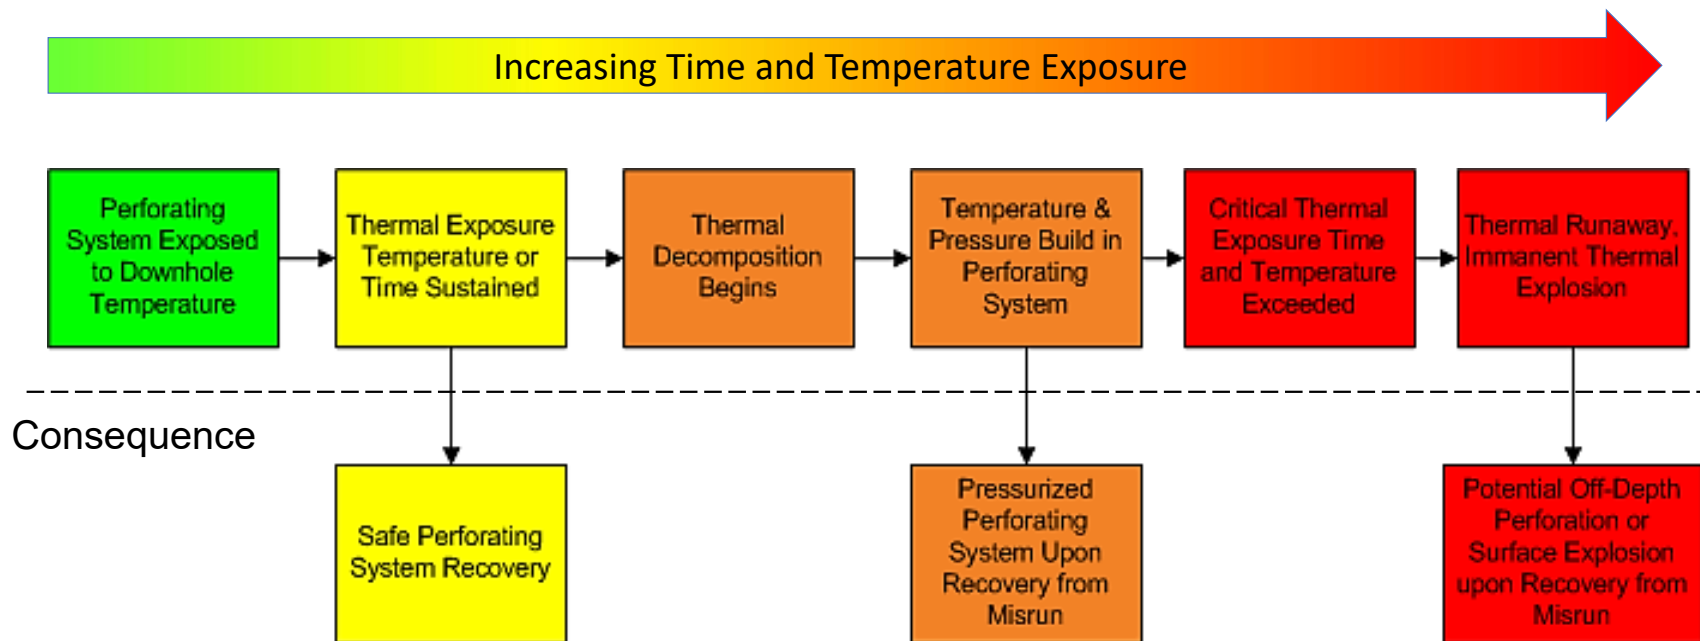 Increasing Time and Temperature Exposure
Perforating
System Exposed
to Downhole
Temperature
Thermal Exposure
Temperature or
Time Sustained
Thermal
Decomposition
Begins
Temperature &
Pressure Build in
Perforating
System
Critical Thermal
Exposure Time
and Temperature
Exceeded
Thermal Runaway,
Immanent Thermal
Explosion
Consequence
Safe Perforating
System Recovery
Pressurized
Perforating
System Upon
Recovery from
Misrun
Potential Off-Depth
Perforation or
Surface Explosion
upon Recovery from
Misrun